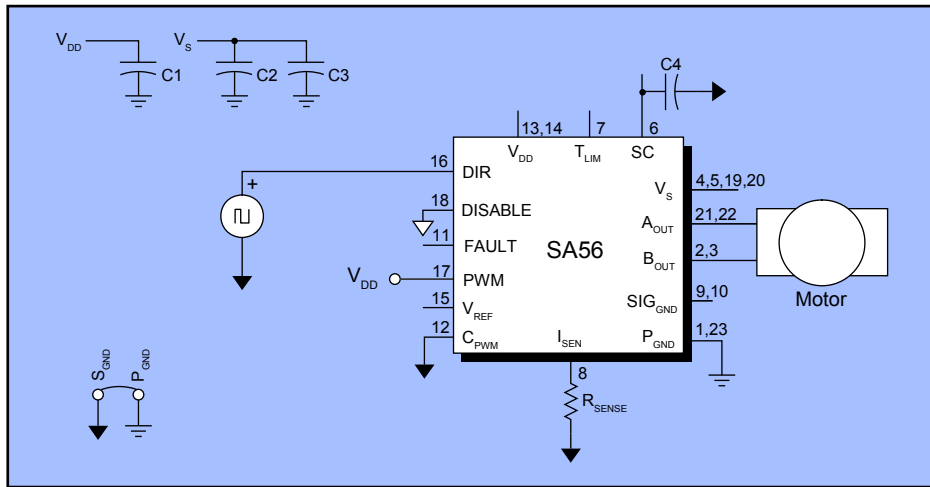 VDD
C1
VS
C2
C3
C4
13,14
7
6
VDD
TLIM
SC
16
DIR
18
DISABLE
11
FAULT
VDD
17
PWM
15
VREF
12
CPWM
SA56
VS
4,5,19,20
AOUT
21,22
BOUT
2,3
SIGGND
9,10
PGND
1,23
ISEN
8
RSENSE
Motor
+
SGND
PGND